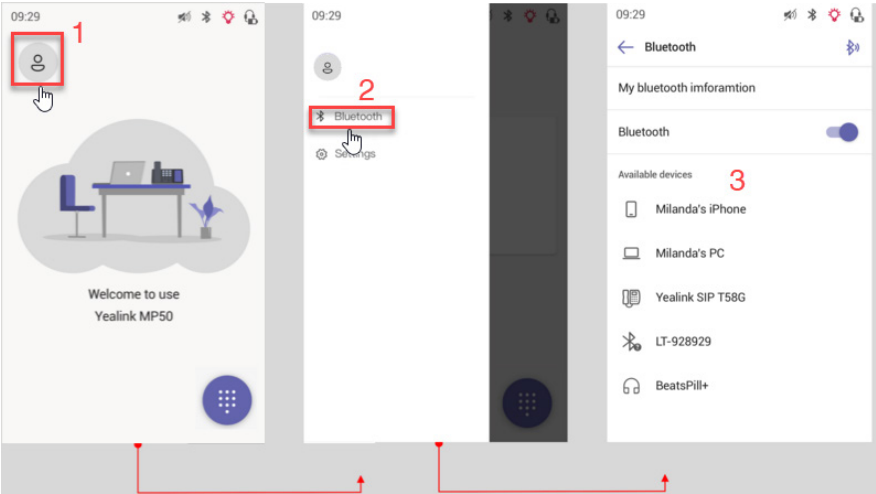 09:29
1
Welcome to use
Yealink MP50
09:29
2
Bluetooth
Settings
09:29
Bluetooth
My bluetooth imforamtion
Bluetooth
Available devices
3
Milanda's iPhone
Milanda's PC
Yealink SIP T58G
LT-928929
BeatsPill+